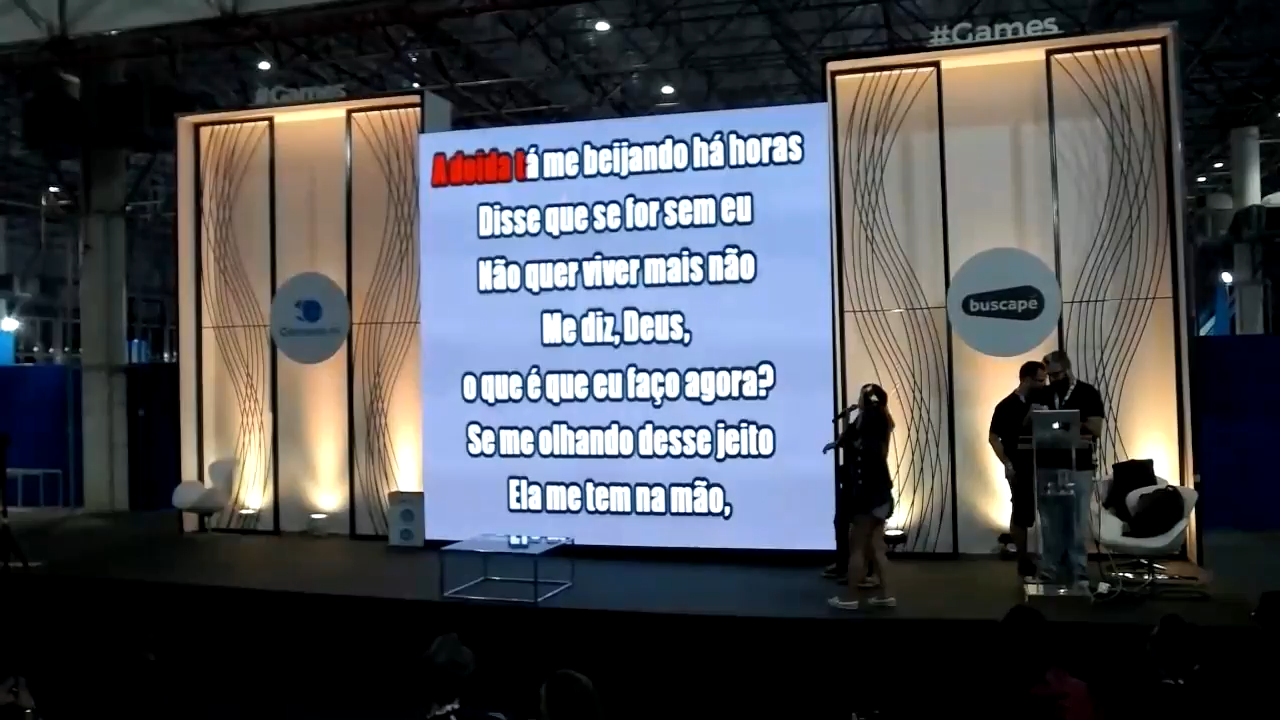 #Games
#Games
A doida tá me beijando há horas
Disse que se for sem eu
Não quer viver mais não
Me diz, Deus,
o que é que eu faço agora?
Se me olhando desse jeito
Ela me tem na mão,
buscapé